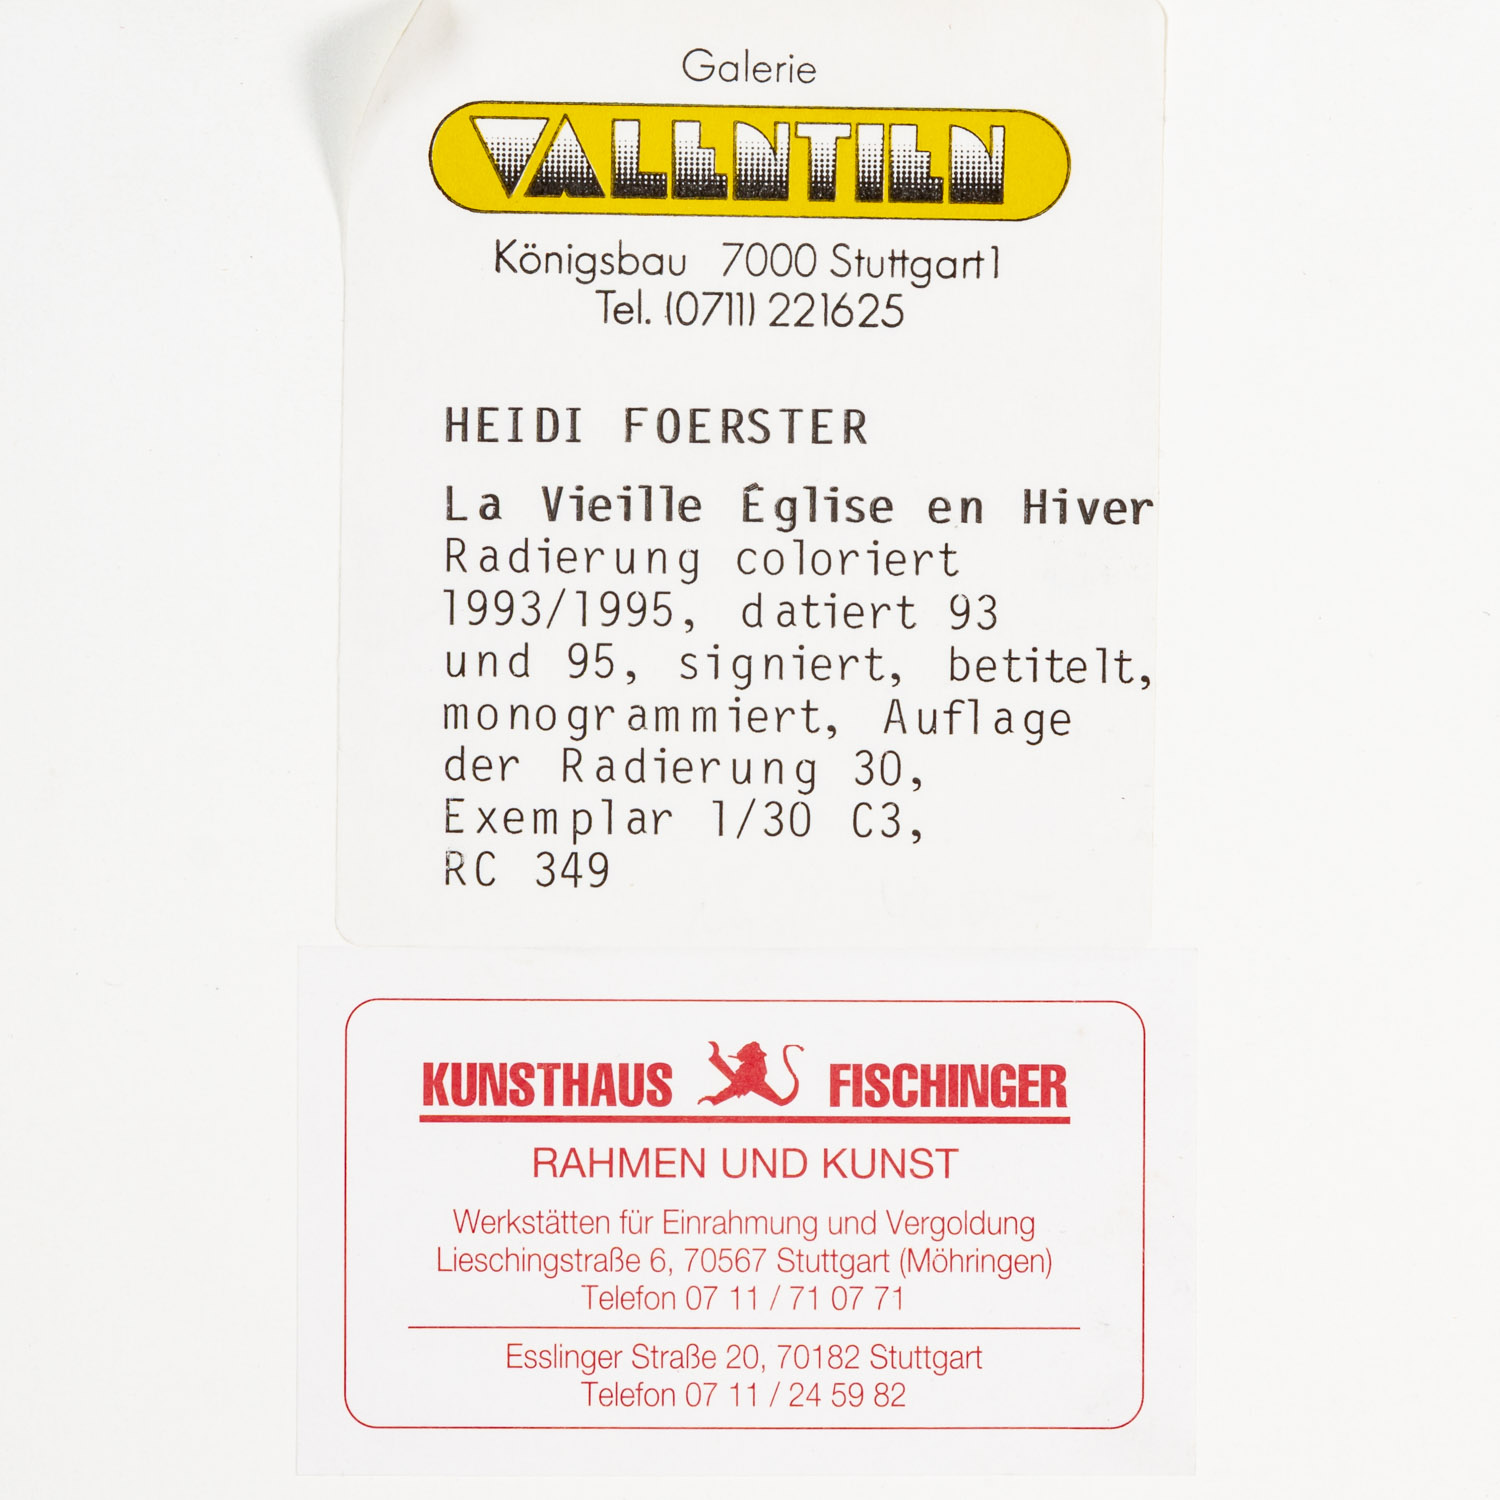 Galerie
VALENTIEN
Königsbau 7000 Stuttgart 1
Tel. (0711) 221625
HEIDI FOERSTER
La Vieille Église en Hiver
Radierung coloriert
1993/1995, datiert 93
und 95, signiert, betitelt,
monogrammiert, Auflage
der Radierung 30,
Exemplar 1/30 C3,
RC 349
KUNSTHAUS FISCHINGER
RAHMEN UND KUNST
Werkstätten für Einrahmung und Vergoldung
Lieschingstraße 6, 70567 Stuttgart (Möhringen)
Telefon 07 11 / 71 07 71
Esslinger Straße 20, 70182 Stuttgart
Telefon 07 11 / 24 59 82